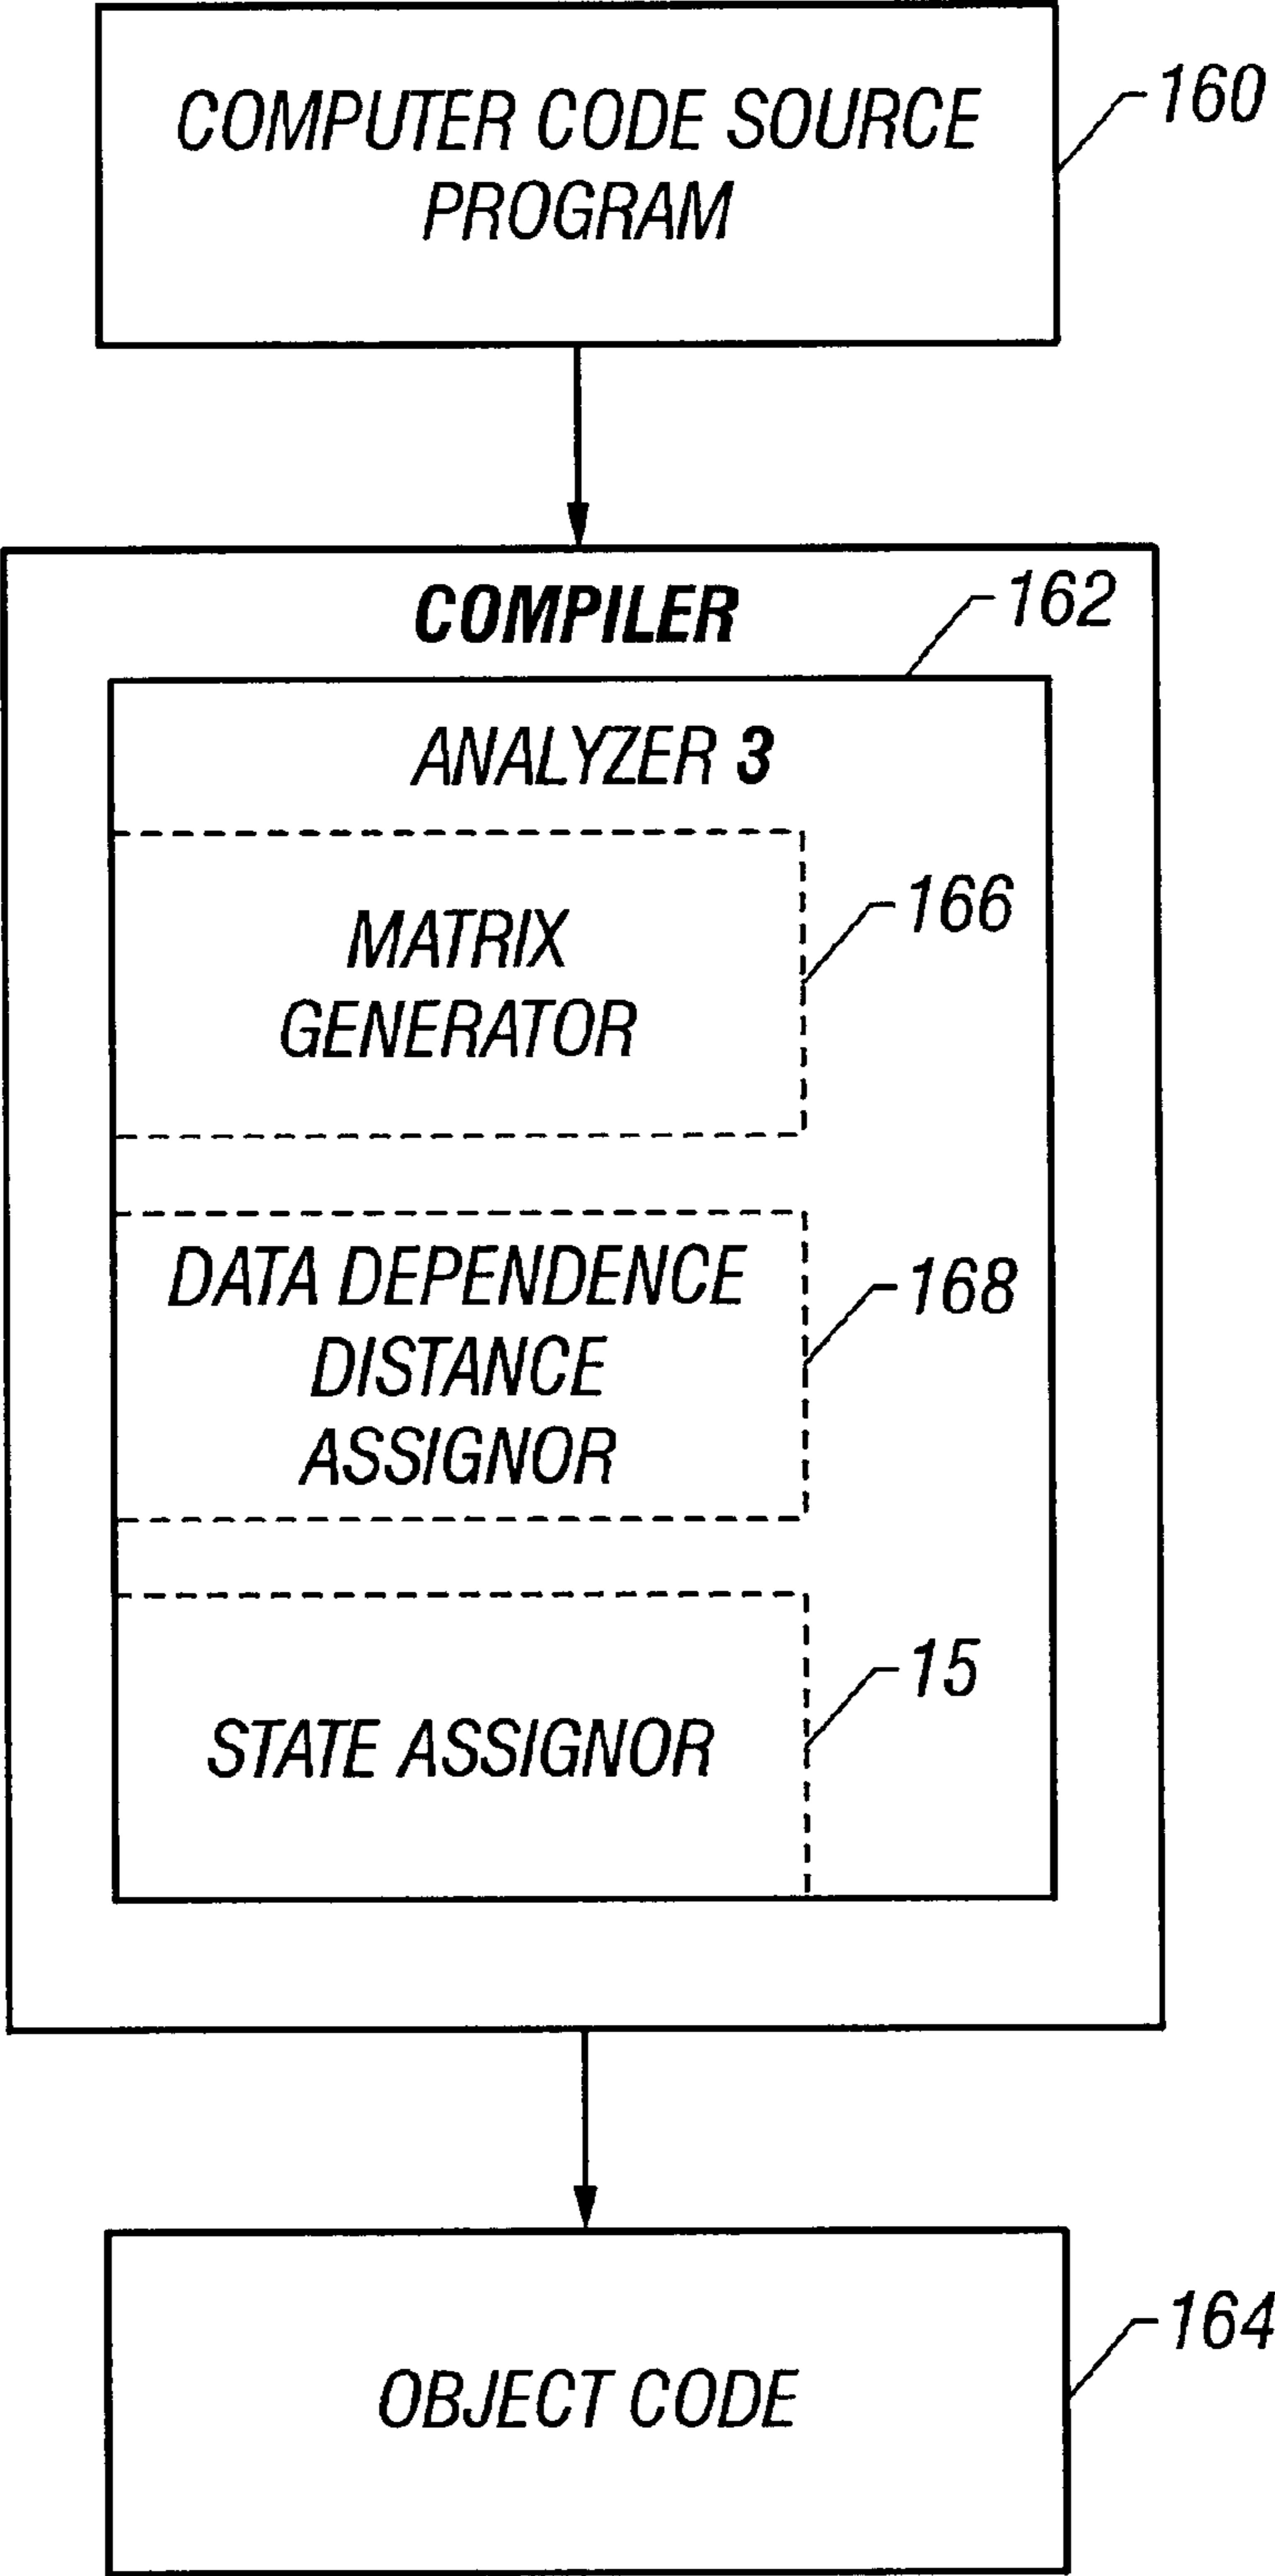 COMPUTER CODE SOURCE
PROGRAM
160
COMPILER
162
ANALYZER 3
MATRIX
GENERATOR
166
DATA DEPENDENCE
DISTANCE
ASSIGNOR
168
STATE ASSIGNOR
15
OBJECT CODE
164